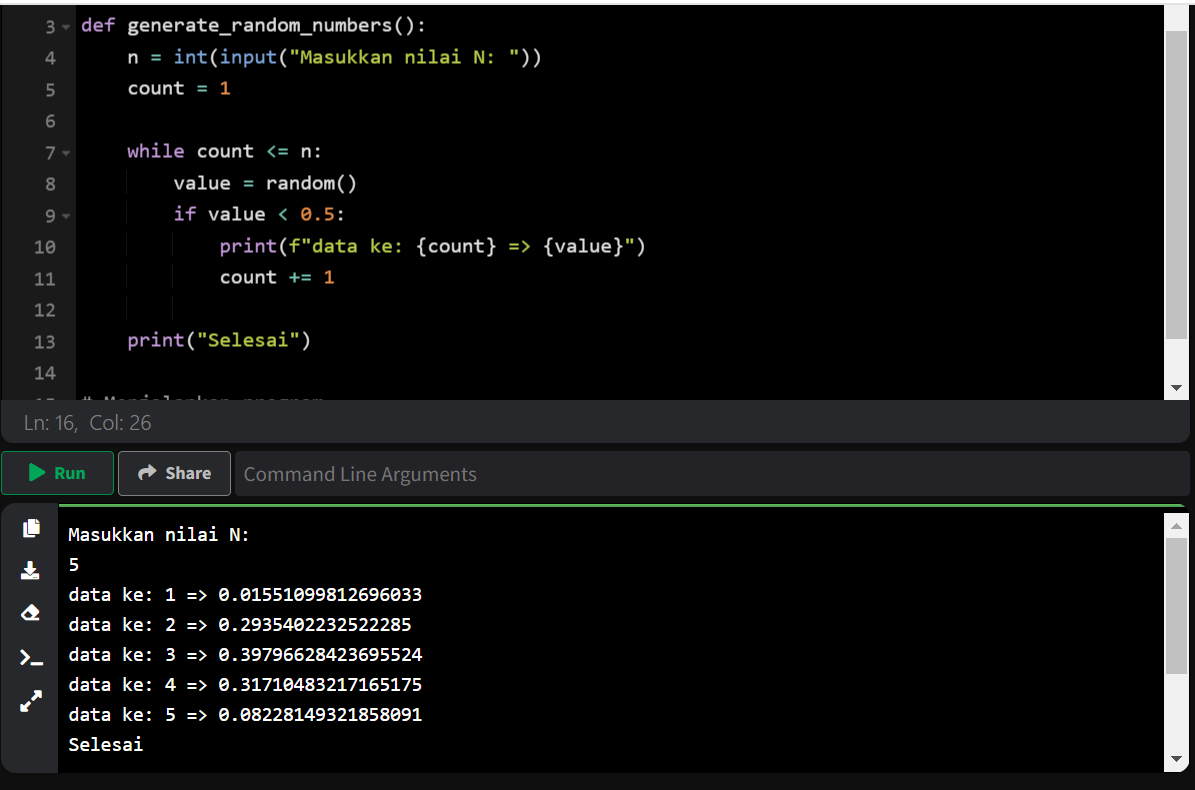 3 def generate_random_numbers():
4 n = int(input("Masukkan nilai N: "))
5 count = 1
6
7 while count <= n:
8 value = random()
9 if value < 0.5:
10 print(f"data ke: {count} => {value}")
11 count += 1
12
13 print("Selesai")
14
Ln: 16, Col: 26
Run Share Command Line Arguments
Masukkan nilai N:
5
data ke: 1 => 0.01551099812696033
data ke: 2 => 0.2935402232522285
data ke: 3 => 0.39796628423695524
data ke: 4 => 0.31710483217165175
data ke: 5 => 0.08228149321858091
Selesai